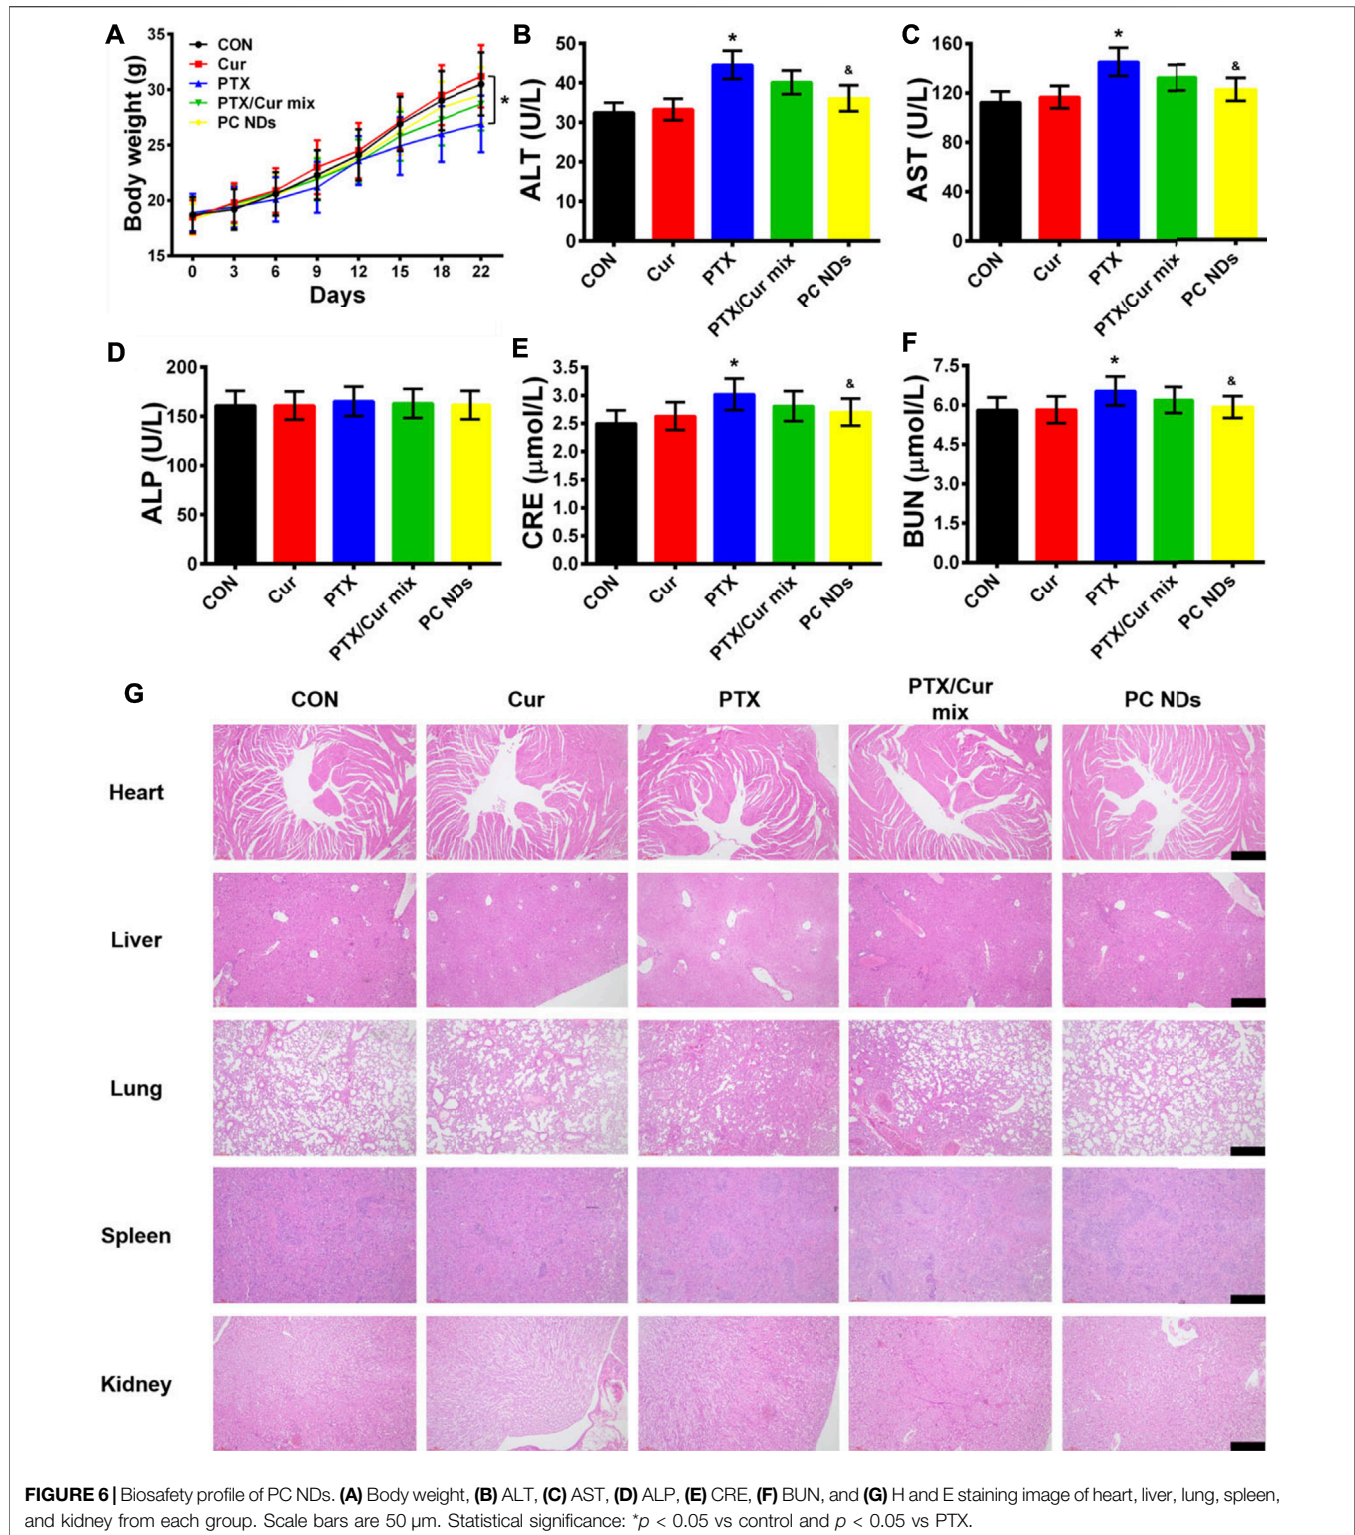 A
Body weight (g)
35
30
25
20
15
CON
Cur
PTX
PTX/Cur mix
PC NDs
*
0 3 6 9 12 15 18 22
Days
B
ALT (U/L)
50
40
30
20
10
0
*
&
CON Cur PTX PTX/Cur mix PC NDs
C
AST (U/L)
160
120
80
40
0
*
&
CON Cur PTX PTX/Cur mix PC NDs
D
ALP (U/L)
200
150
100
50
0
CON Cur PTX PTX/Cur mix PC NDs
E
CRE (μmol/L)
3.5
3.0
2.5
2.0
1.5
1.0
0.5
0.0
*
&
CON Cur PTX PTX/Cur mix PC NDs
F
BUN (μmol/L)
7.5
6.0
4.5
3.0
1.5
0.0
*
&
CON Cur PTX PTX/Cur mix PC NDs
G
CON Cur PTX PTX/Cur mix PC NDs
Heart
Liver
Lung
Spleen
Kidney
FIGURE 6 | Biosafety profile of PC NDs. (A) Body weight, (B) ALT, (C) AST, (D) ALP, (E) CRE, (F) BUN, and (G) H and E staining image of heart, liver, lung, spleen,
and kidney from each group. Scale bars are 50 μm. Statistical significance: *p < 0.05 vs control and p < 0.05 vs PTX.